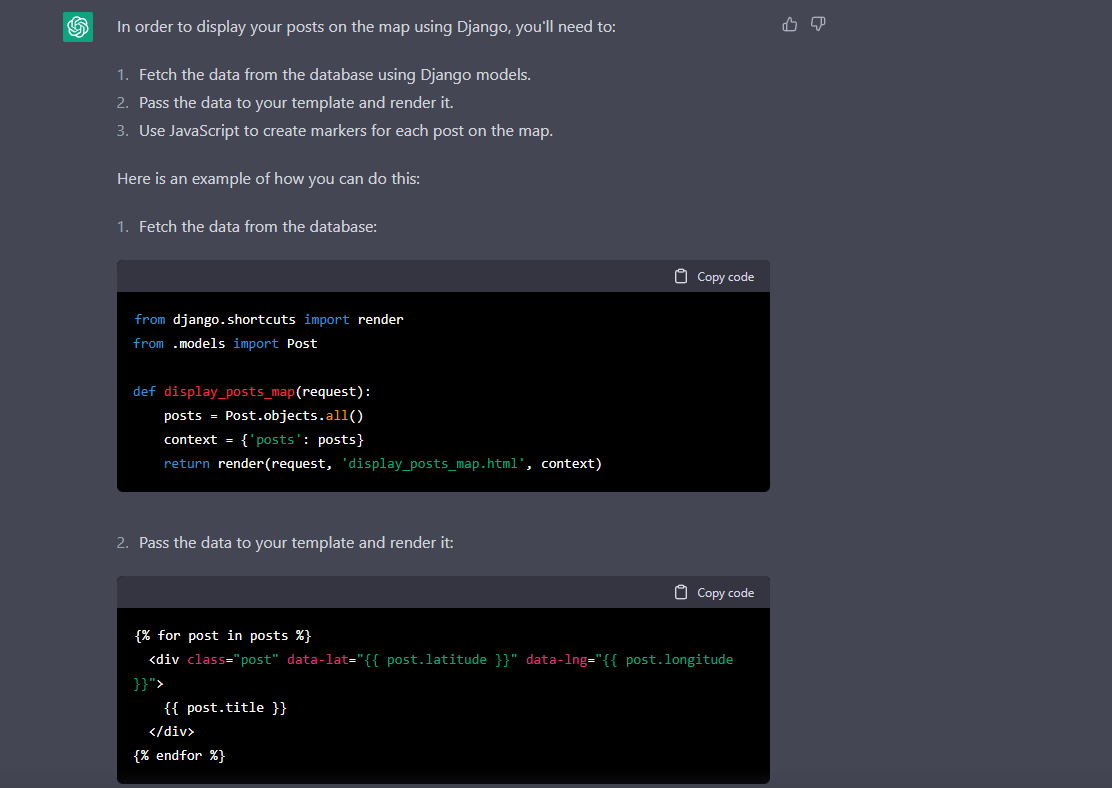 In order to display your posts on the map using Django, you'll need to:
1. Fetch the data from the database using Django models.
2. Pass the data to your template and render it.
3. Use JavaScript to create markers for each post on the map.
Here is an example of how you can do this:
1. Fetch the data from the database:
Copy code
from django.shortcuts import render
from .models import Post

def display_posts_map(request):
    posts = Post.objects.all()
    context = {'posts': posts}
    return render(request, 'display_posts_map.html', context)
2. Pass the data to your template and render it:
Copy code
{% for post in posts %}
  <div class="post" data-lat="{{ post.latitude }}" data-lng="{{ post.longitude
}}">
    {{ post.title }}
  </div>
{% endfor %}